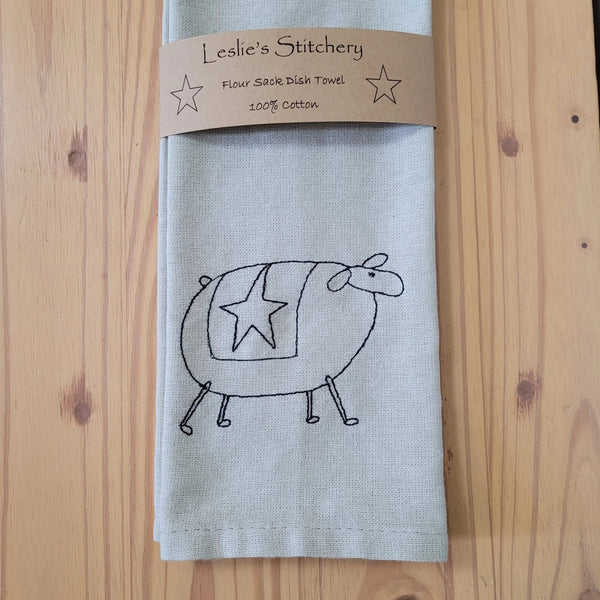 Leslie's Stitchery
Flour Sack Dish Towel
100% Cotton